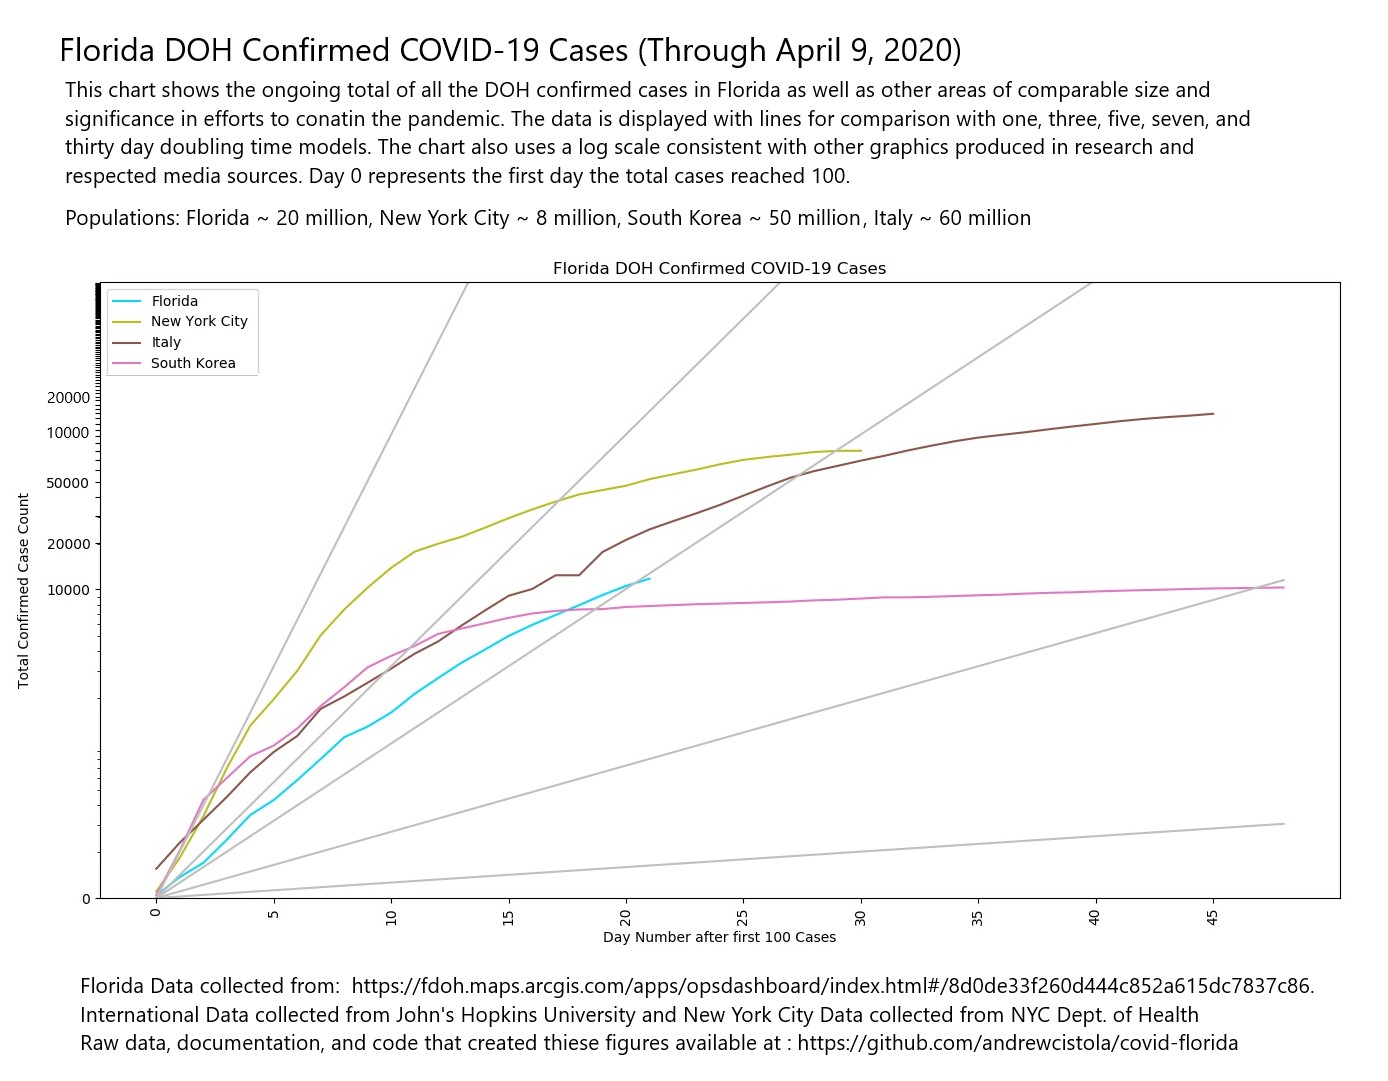 Florida DOH Confirmed COVID-19 Cases (Through April 9, 2020)
This chart shows the ongoing total of all the DOH confirmed cases in Florida as well as other areas of comparable size and
significance in efforts to conatin the pandemic. The data is displayed with lines for comparison with one, three, five, seven, and
thirty day doubling time models. The chart also uses a log scale consistent with other graphics produced in research and
respected media sources. Day 0 represents the first day the total cases reached 100.
Populations: Florida ~ 20 million, New York City ~ 8 million, South Korea ~ 50 million, Italy ~ 60 million
Florida DOH Confirmed COVID-19 Cases
Florida
New York City
Italy
South Korea
20000
10000
50000
20000
10000
0
Total Confirmed Case Count
0 5 10 15 20 25 30 35 40 45
Day Number after first 100 Cases
Florida Data collected from: https://fdoh.maps.arcgis.com/apps/opsdashboard/index.html#/8d0de33f260d444c852a615dc7837c86.
International Data collected from John's Hopkins University and New York City Data collected from NYC Dept. of Health
Raw data, documentation, and code that created thiese figures available at : https://github.com/andrewcistola/covid-florida